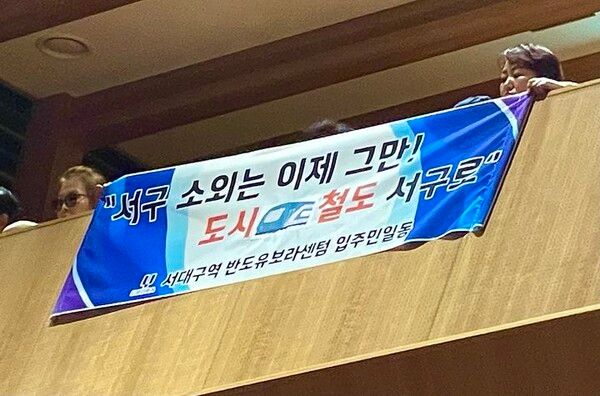 "서구 소외는 이제 그만!
도시철도 서구로"
서대구역 반도유보라센텀 입주민일동